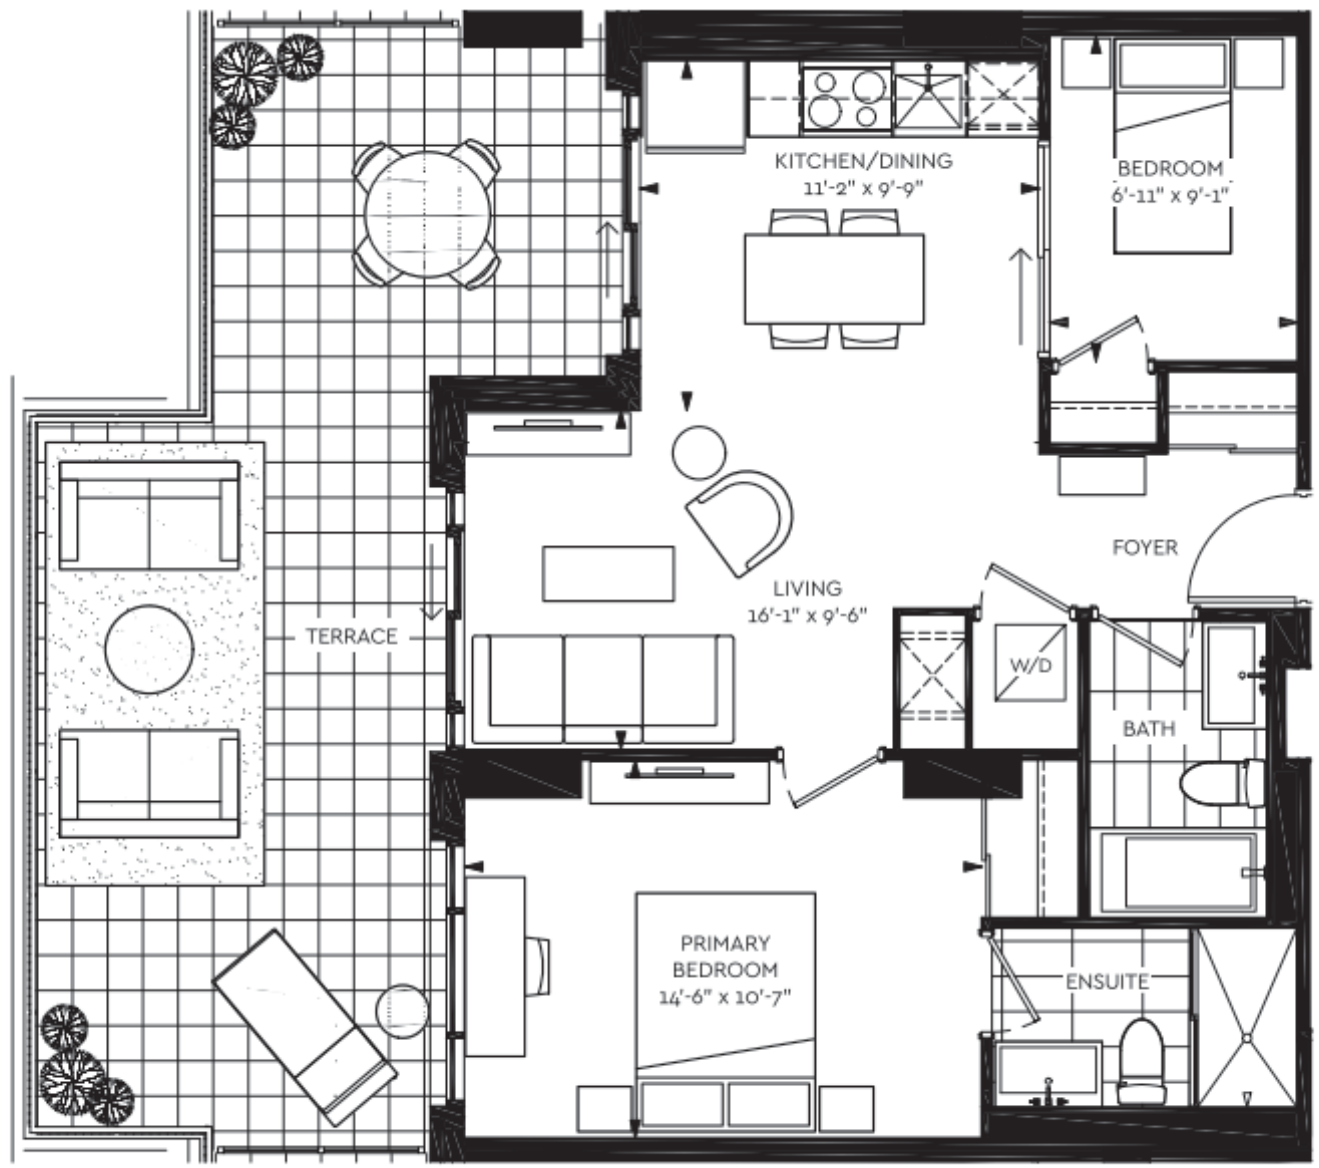 KITCHEN/DINING
11'-2" x 9'-9"
BEDROOM
6'-11" x 9'-1"
FOYER
LIVING
16'-1" x 9'-6"
TERRACE
W/D
BATH
PRIMARY
BEDROOM
14'-6" x 10'-7"
ENSUITE